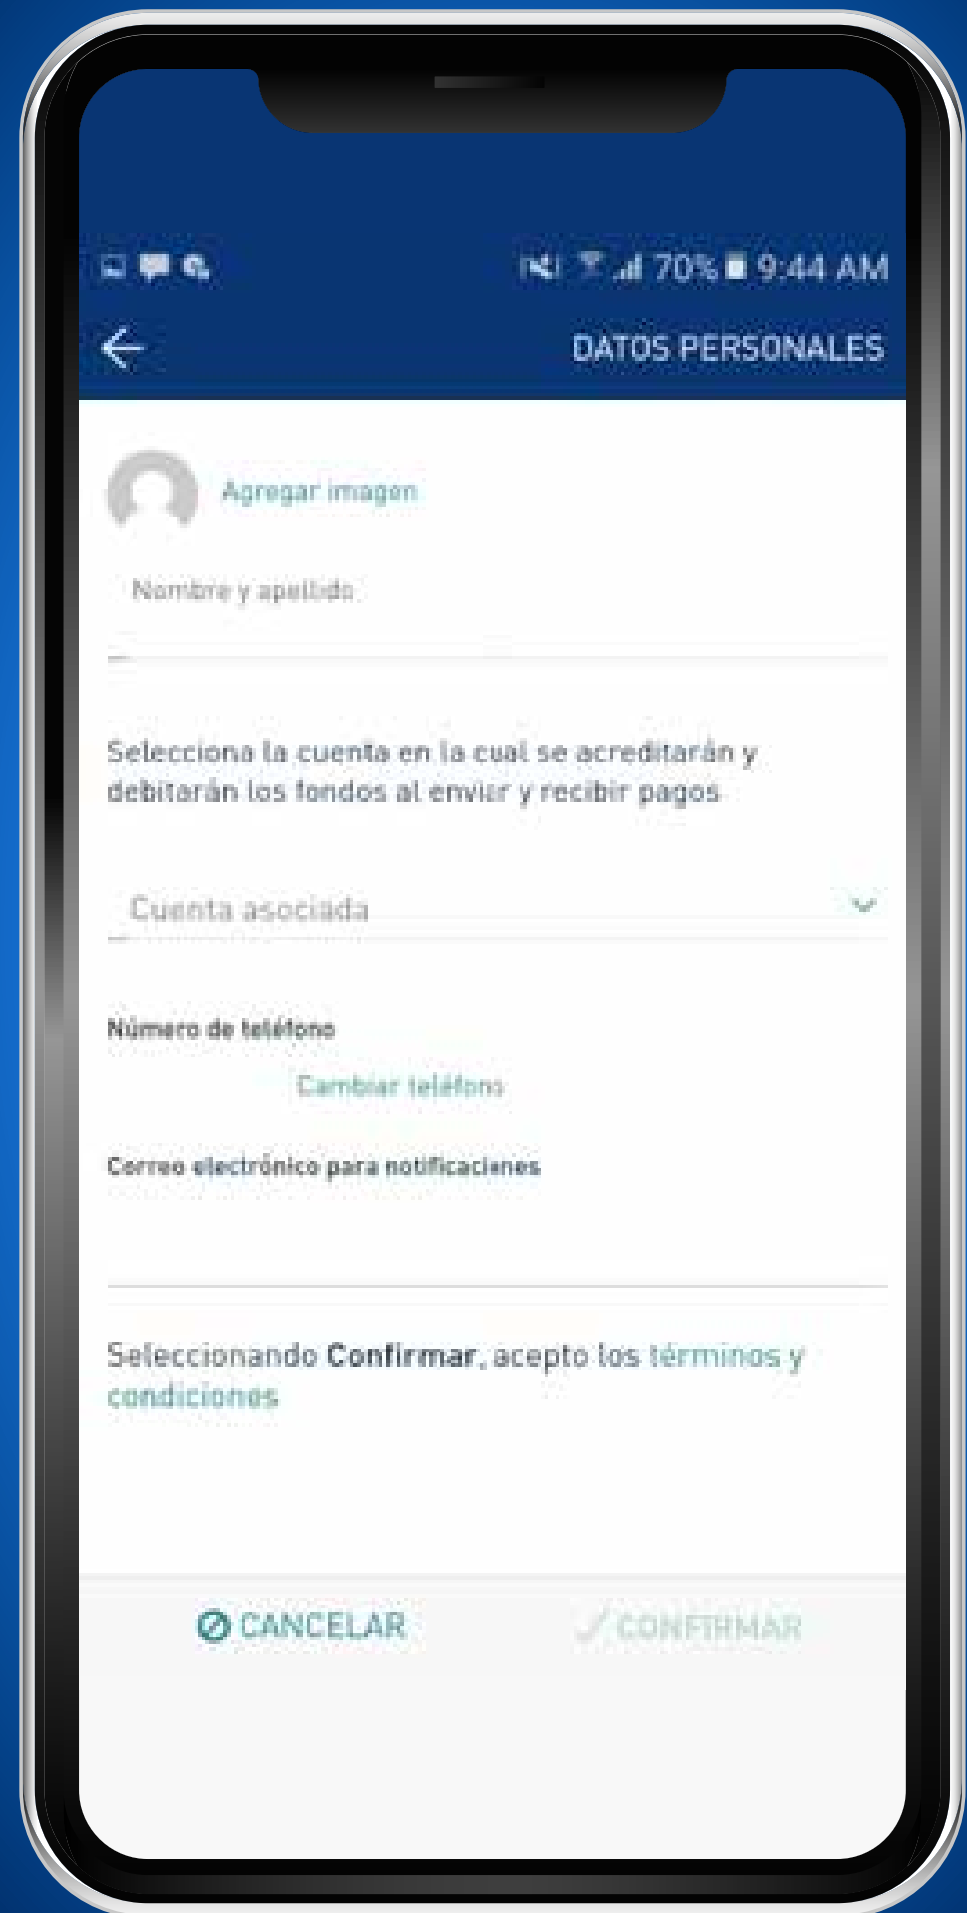 70% 9:44 AM
DATOS PERSONALES
Agregar imagen
Nombre y apellido
Selecciona la cuenta en la cual se acreditarán y
debitarán los fondos al enviar y recibir pagos
Cuenta asociada
Número de teléfono
Cambiar teléfono
Correo electrónico para notificaciones
Seleccionando Confirmar, acepto los términos y
condiciones
CANCELAR CONFIRMAR